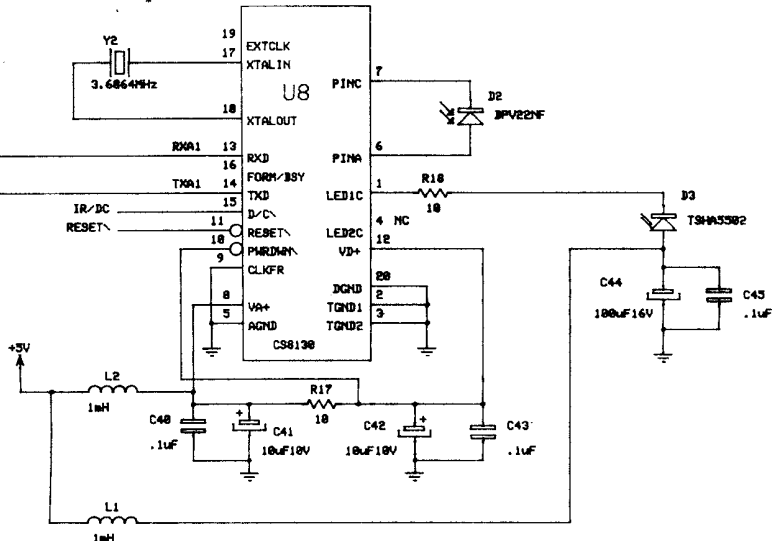 Y2
3.6864MHz
19 EXTCLK
17 XTALIN
U8
18 XTALOUT
RXA1 13 RXD
16 FORM/BSY
TXA1 14 TXD
IR/DC 15 D/C\
RESET\ 11 RESET\
10 PWRDWN\
9 CLKFR
8 VA+
5 AGND
CS8130
7 PINC
6 PINA
1 LED1C
4 NC LED2C
12 VD+
20 DGND
2 TGND1
3 TGND2
D2
BPV22NF
R18
10
D3
TSHA5502
C44
100uF16V
C45
.1uF
+5V
L2
1mH
R17
10
C40
.1uF
+
C41
10uF10V
C42
10uF10V
+
C43
.1uF
L1
1mH